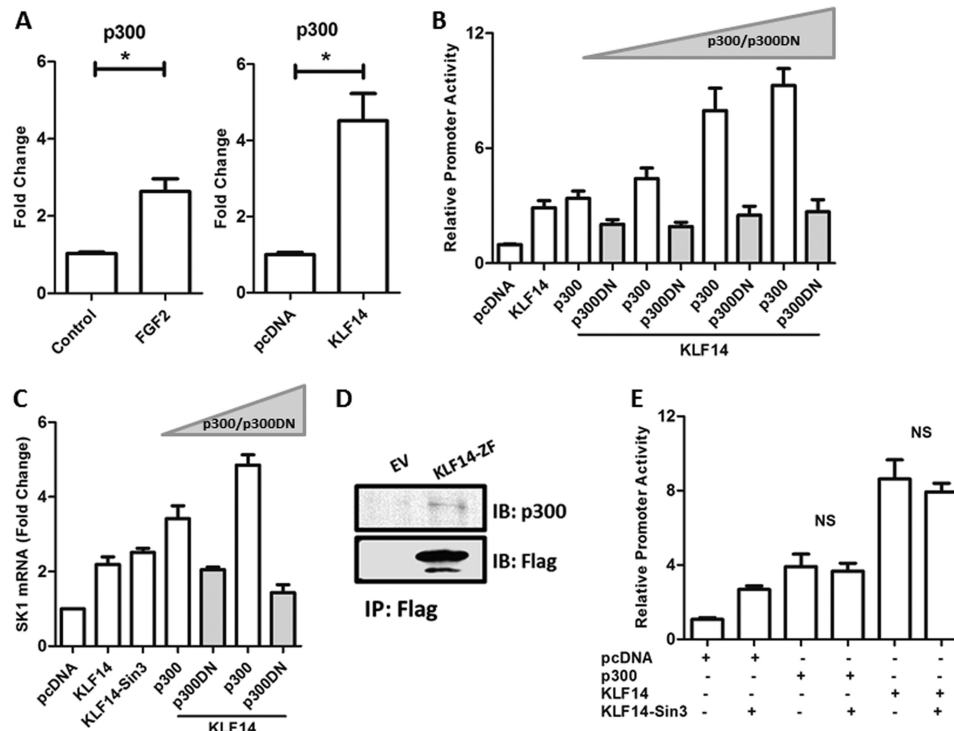 A
p300
*
Fold Change
6
4
2
0
Control
FGF2
p300
*
Fold Change
6
4
2
0
pcDNA
KLF14
B
p300/p300DN
Relative Promoter Activity
12
6
0
pcDNA
KLF14
p300
p300DN
p300
p300DN
p300
p300DN
p300
p300DN
KLF14
C
p300/p300DN
SK1 mRNA (Fold Change)
6
4
2
0
pcDNA
KLF14
KLF14-Sin3
p300
p300DN
p300
p300DN
KLF14
D
EV
KLF14-ZF
IB: p300
IB: Flag
IP: Flag
E
Relative Promoter Activity
12
8
4
0
NS
NS
pcDNA + + - - - -
p300 - - + + - -
KLF14 - - - - + +
KLF14-Sin3 - + - + - +